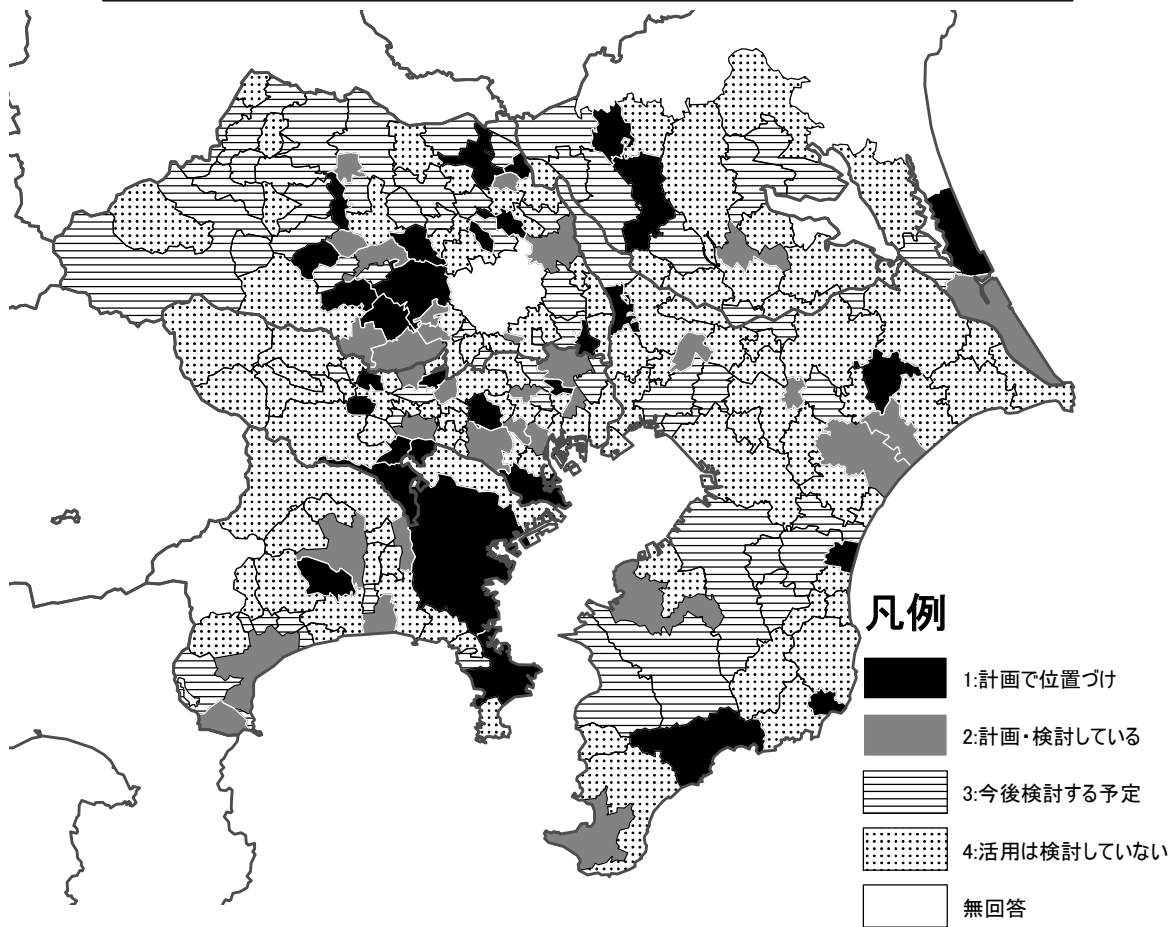 凡例
1:計画で位置づけ
2:計画・検討している
3:今後検討する予定
4:活用は検討していない
無回答